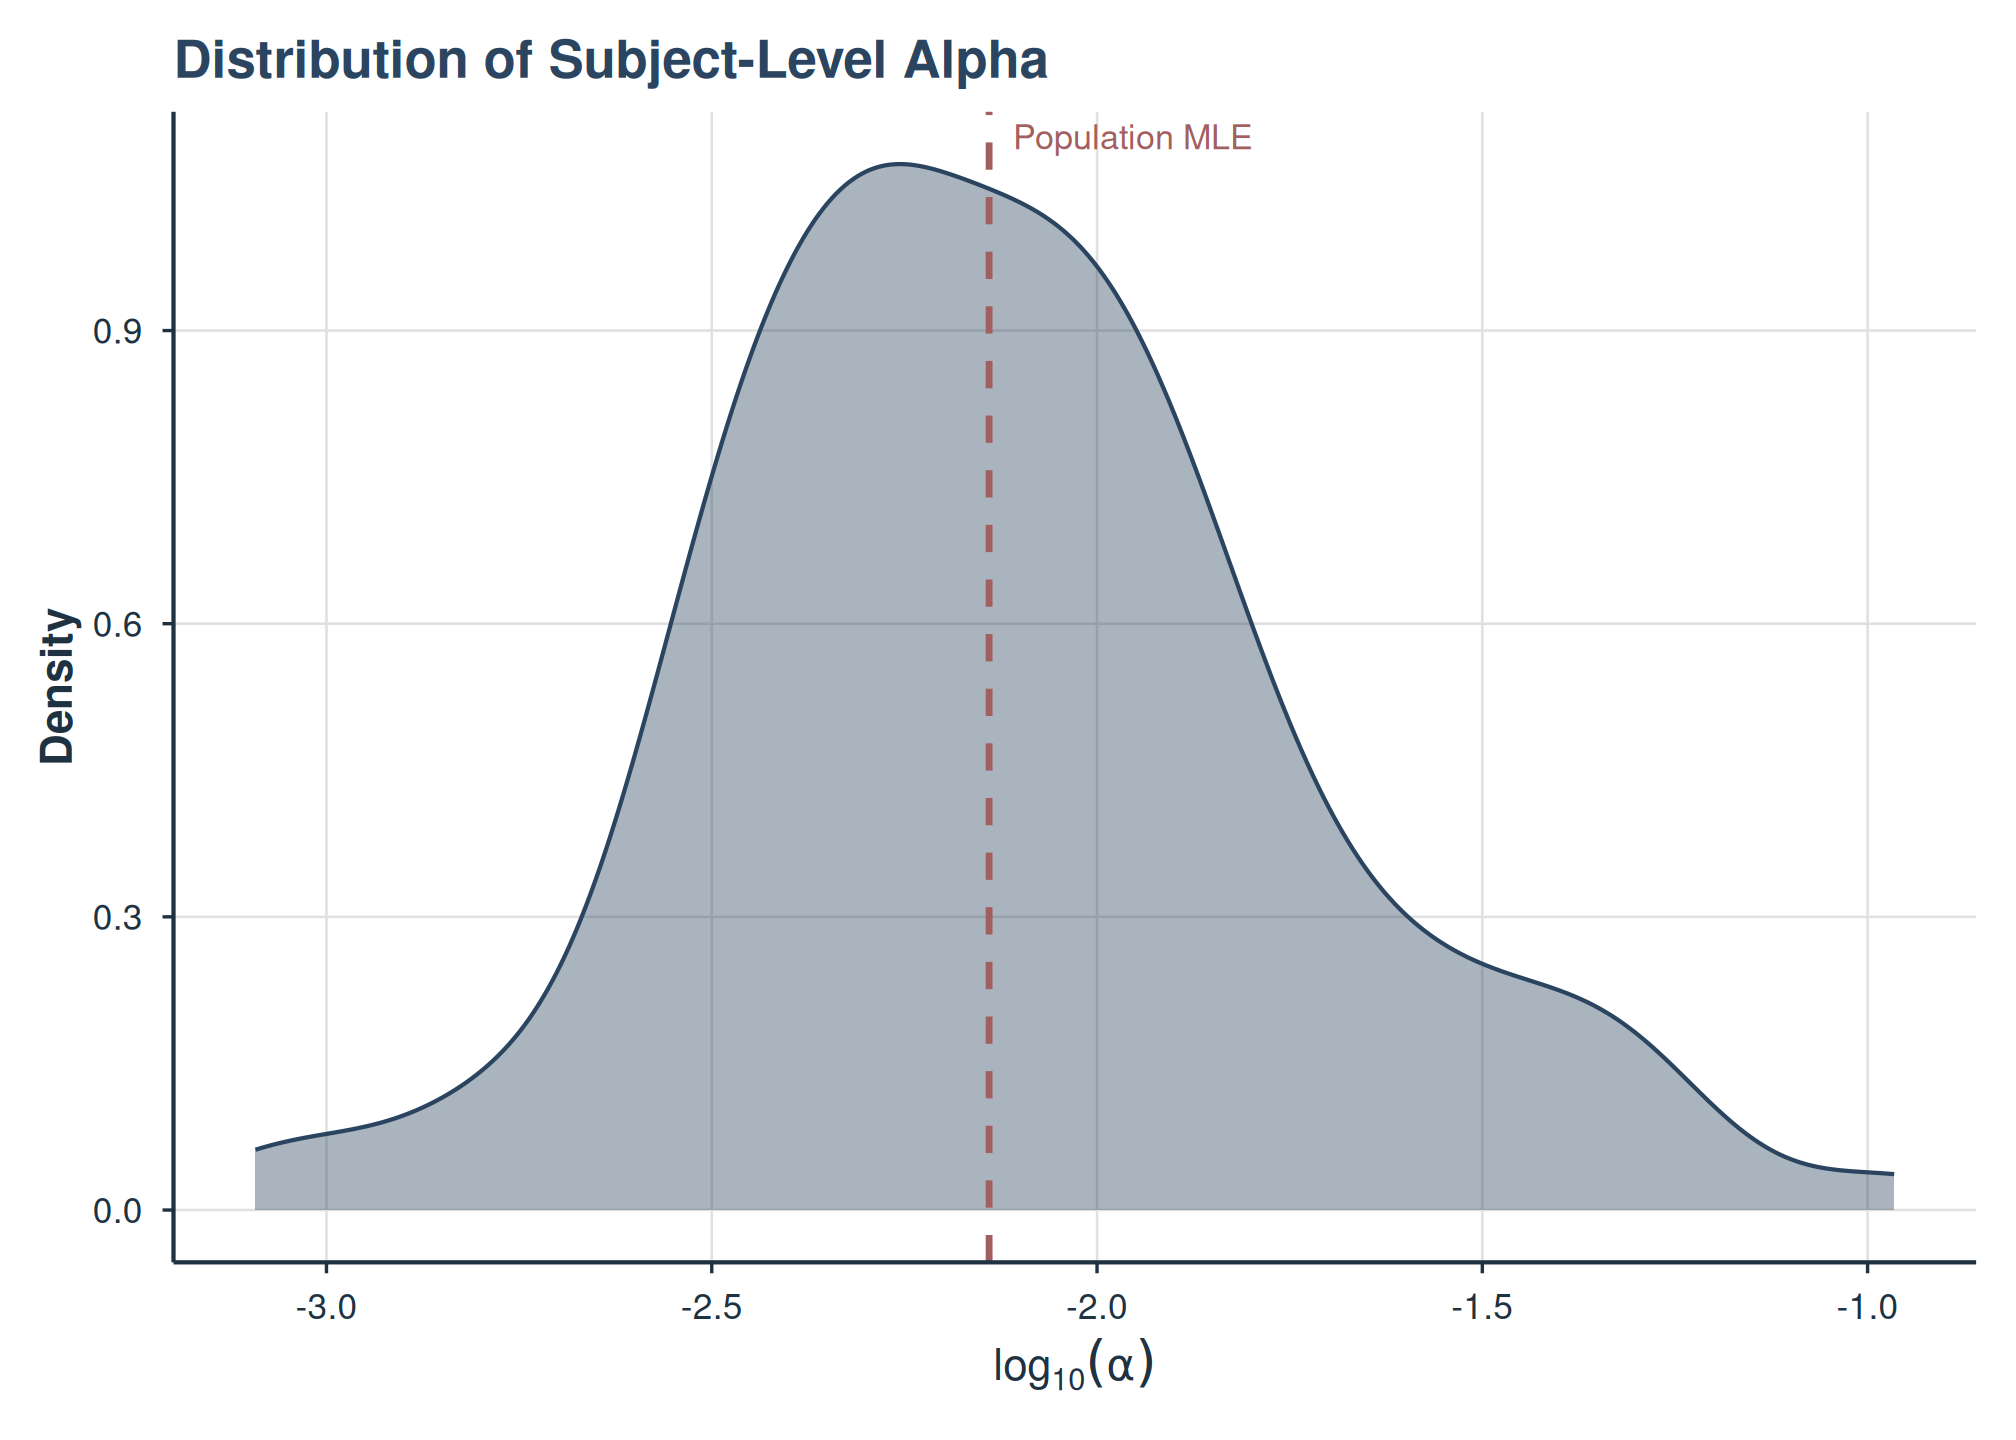 Distribution of Subject-Level Alpha
Population MLE
Density
0.9
0.6
0.3
0.0
-3.0 -2.5 -2.0 -1.5 -1.0
log₁₀(α)